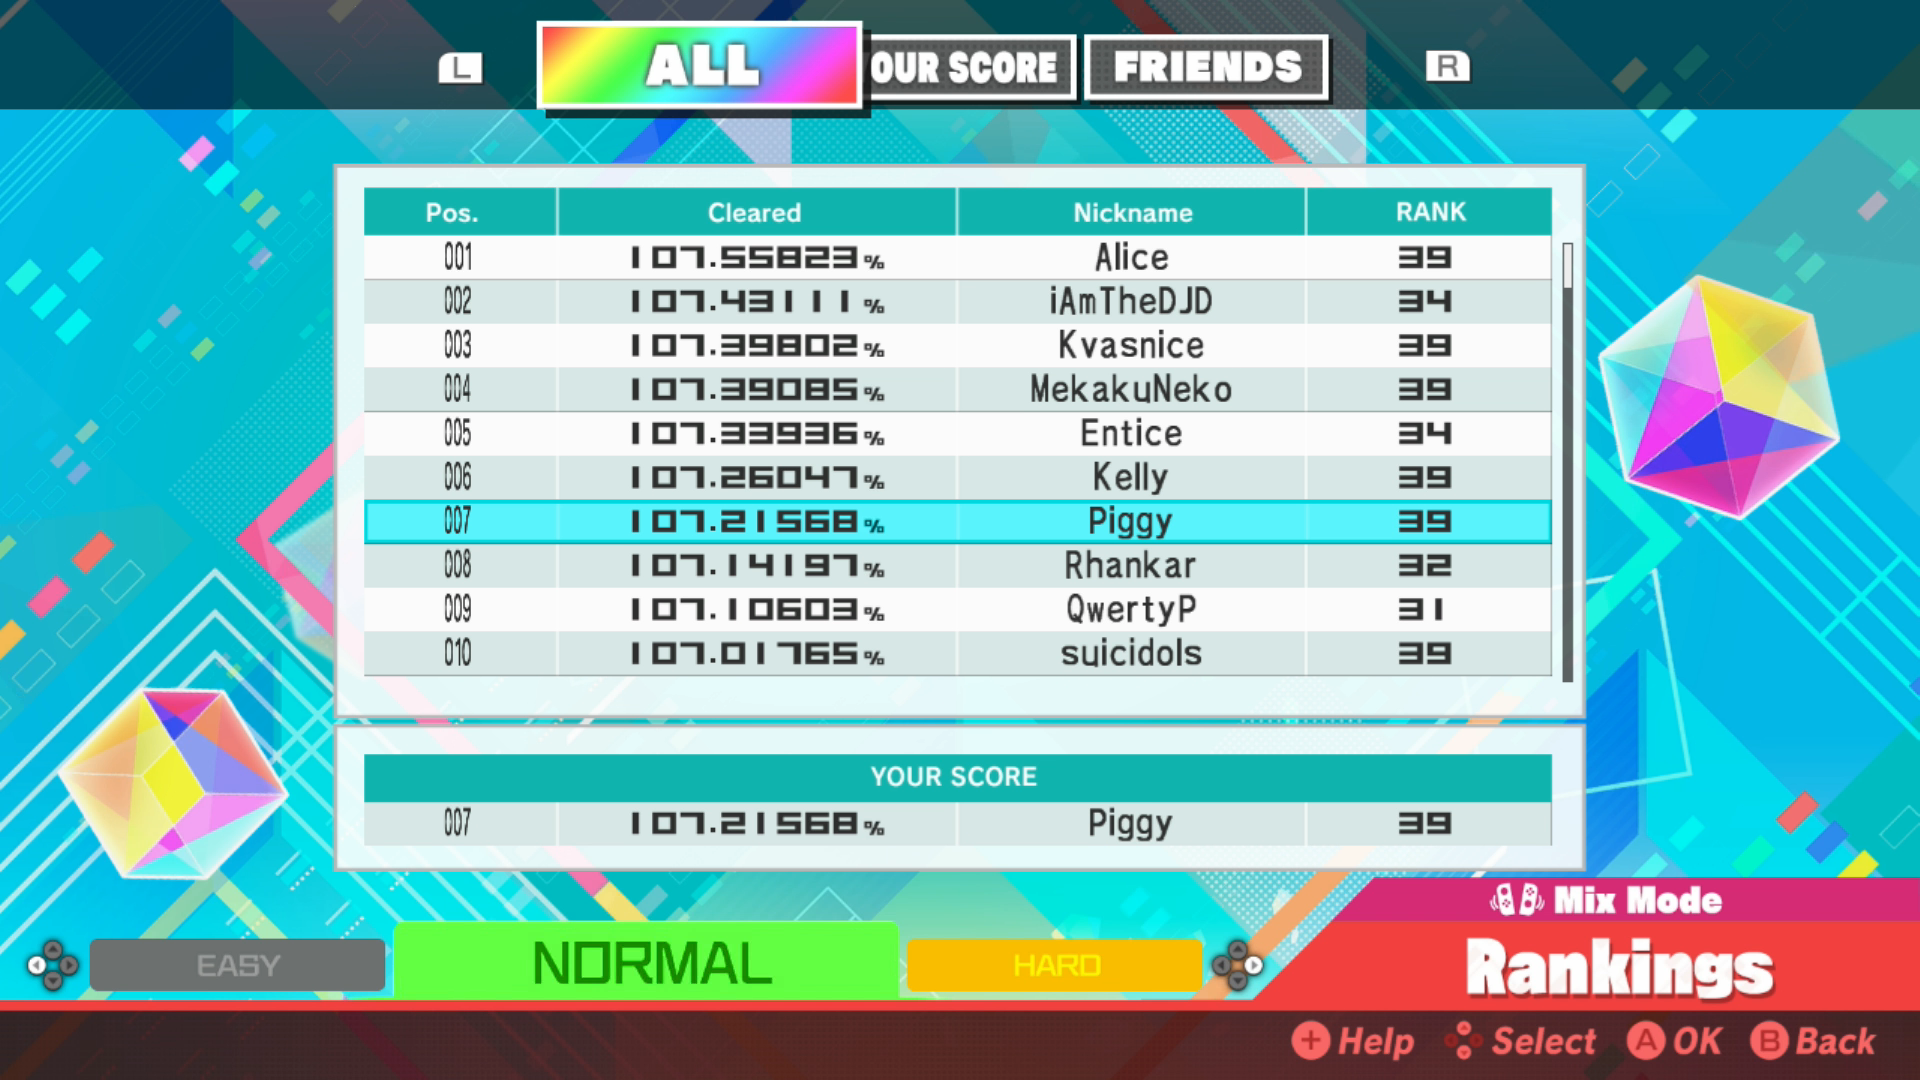 L ALL OUR SCORE FRIENDS R
Pos. Cleared Nickname RANK
001 107.55823% Alice 39
002 107.43111% iAmTheDJD 34
003 107.39802% Kvasnice 39
004 107.39085% MekakuNeko 39
005 107.33936% Entice 34
006 107.26047% Kelly 39
007 107.21568% Piggy 39
008 107.14197% Rhankar 32
009 107.10603% QwertyP 31
010 107.01765% suicidols 39
YOUR SCORE
007 107.21568% Piggy 39
Mix Mode
EASY NORMAL HARD
Rankings
+ Help Select A OK B Back